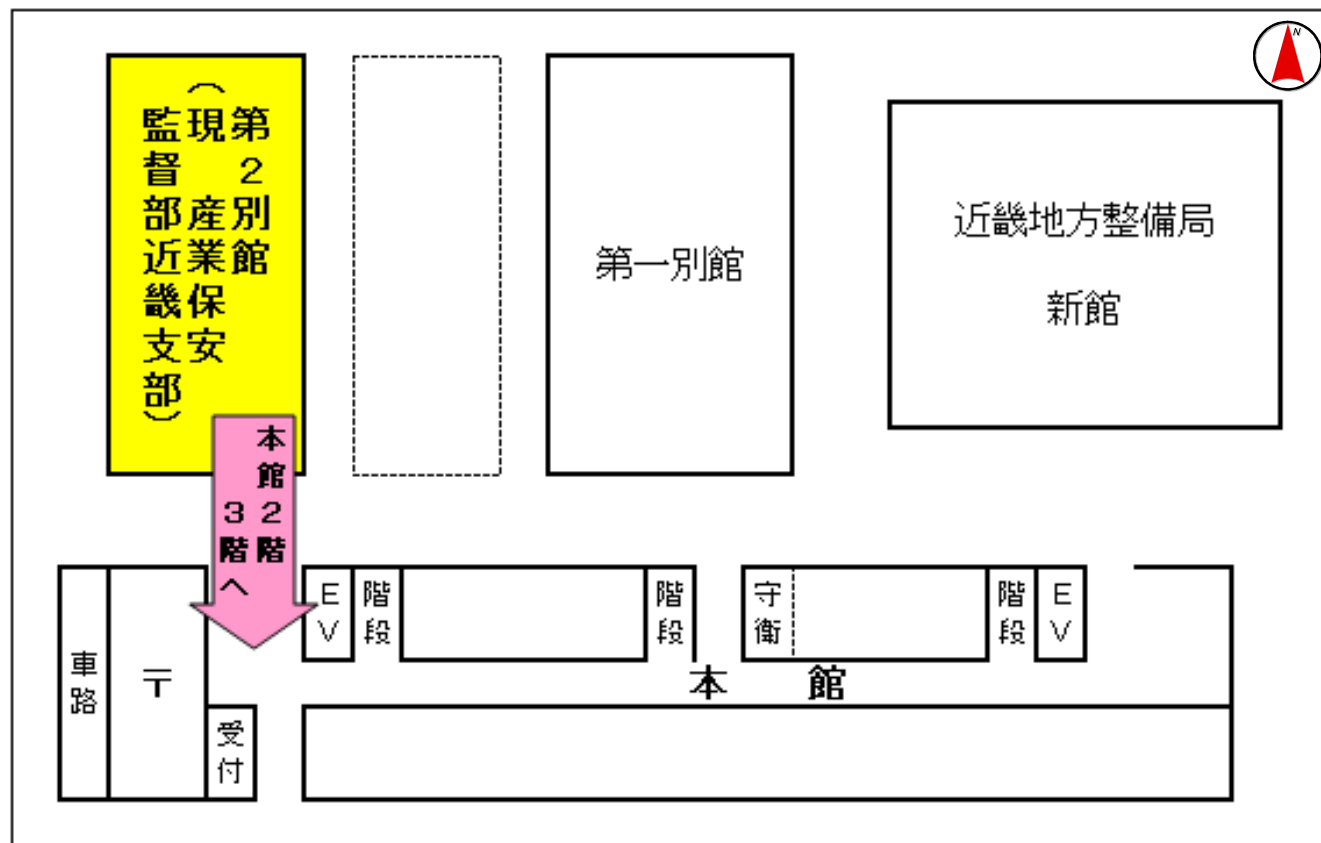 N
第２別館
（現　産業保安
監督部近畿支部）
第一別館
近畿地方整備局
新館
本館２階
３階へ
車路
〒
受付
ＥＶ
階段
階段
守衛
階段
ＥＶ
本　館